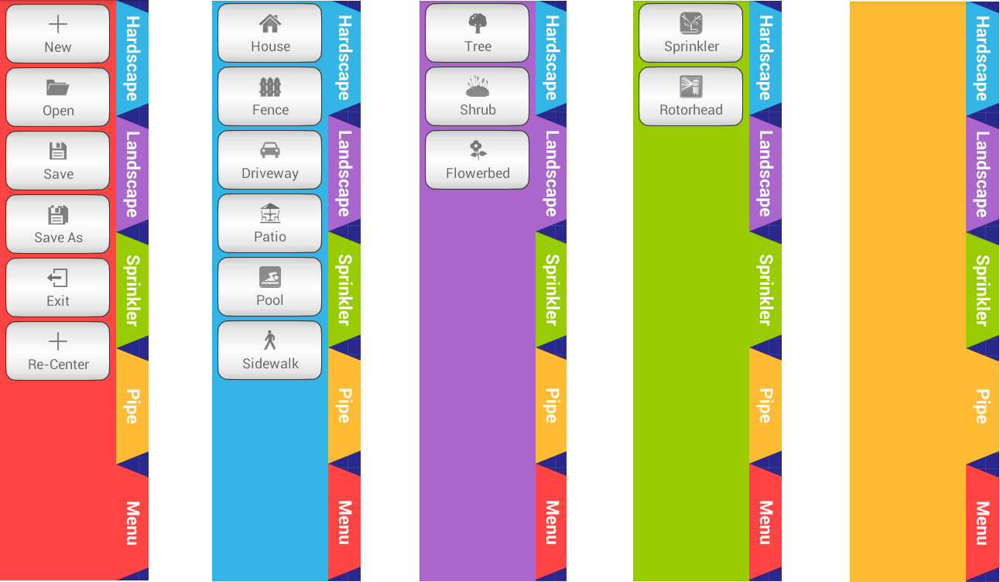 New
Open
Save
Save As
Exit
Re-Center
Hardscape
Landscape
Sprinkler
Pipe
Menu
House
Fence
Driveway
Patio
Pool
Sidewalk
Hardscape
Landscape
Sprinkler
Pipe
Menu
Tree
Shrub
Flowerbed
Hardscape
Landscape
Sprinkler
Pipe
Menu
Sprinkler
Rotorhead
Hardscape
Landscape
Sprinkler
Pipe
Menu
Hardscape
Landscape
Sprinkler
Pipe
Menu